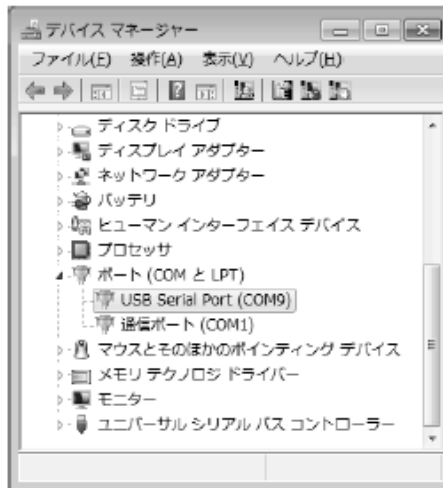 デバイス マネージャー
ファイル(F) 操作(A) 表示(V) ヘルプ(H)
ディスク ドライブ
ディスプレイ アダプター
ネットワーク アダプター
バッテリ
ヒューマン インターフェイス デバイス
プロセッサ
ポート (COM と LPT)
USB Serial Port (COM9)
通信ポート (COM1)
マウスとそのほかのポインティング デバイス
メモリ テクノロジ ドライバー
モニター
ユニバーサル シリアル バス コントローラー